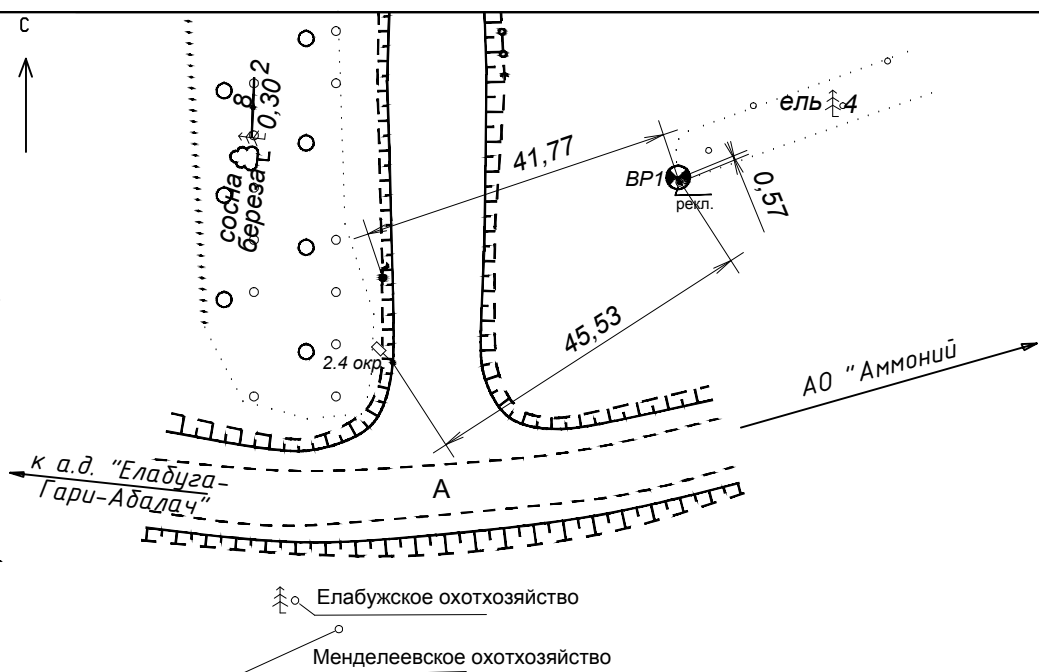 С
сосна
береза
8
0,30
2
41,77
ель 4
ВР1
рекл.
0,57
45,53
2.4 окр.
АО "Аммоний
к а.д. "Елабуга-
Гари-Абалач"
А
Елабужское охотхозяйство
Менделеевское охотхозяйство